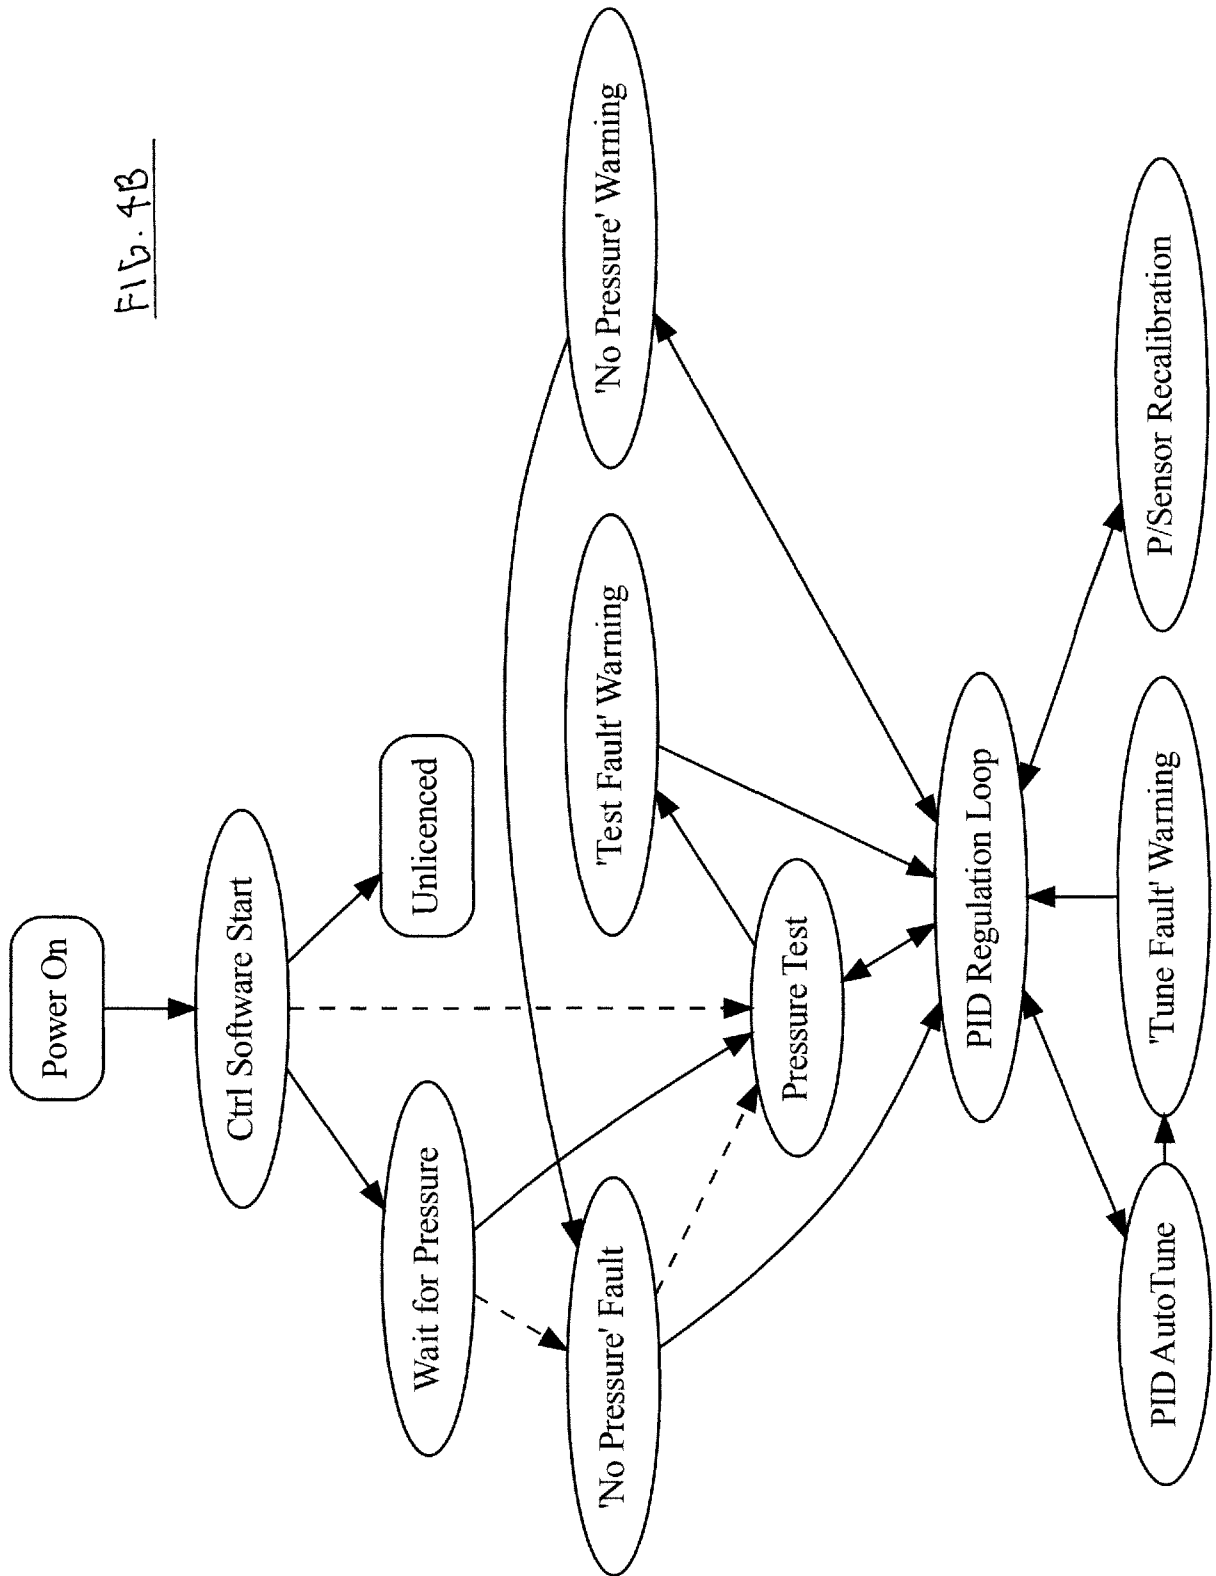 FIG. 4B
Power On
Ctrl Software Start
Unlicenced
Wait for Pressure
'No Pressure' Fault
'Test Fault' Warning
'No Pressure' Warning
Pressure Test
PID Regulation Loop
PID AutoTune
'Tune Fault' Warning
P/Sensor Recalibration